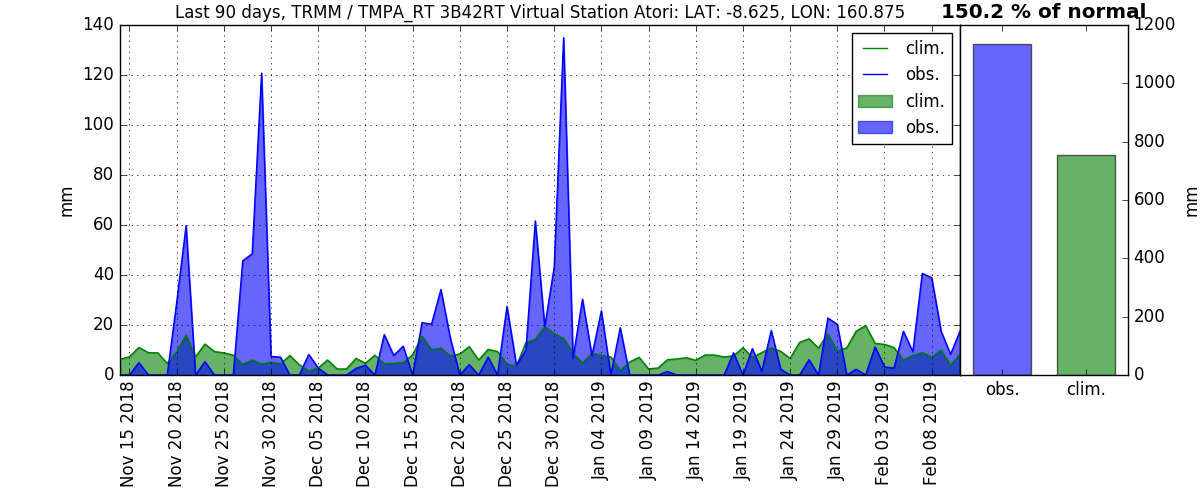 Last 90 days, TRMM / TMPA_RT 3B42RT Virtual Station Atori: LAT: -8.625, LON: 160.875
150.2 % of normal
140
120
100
80
60
40
20
0
mm
clim.
obs.
clim.
obs.
1200
1000
800
600
400
200
0
mm
Nov 15 2018
Nov 20 2018
Nov 25 2018
Nov 30 2018
Dec 05 2018
Dec 10 2018
Dec 15 2018
Dec 20 2018
Dec 25 2018
Dec 30 2018
Jan 04 2019
Jan 09 2019
Jan 14 2019
Jan 19 2019
Jan 24 2019
Jan 29 2019
Feb 03 2019
Feb 08 2019
obs.
clim.